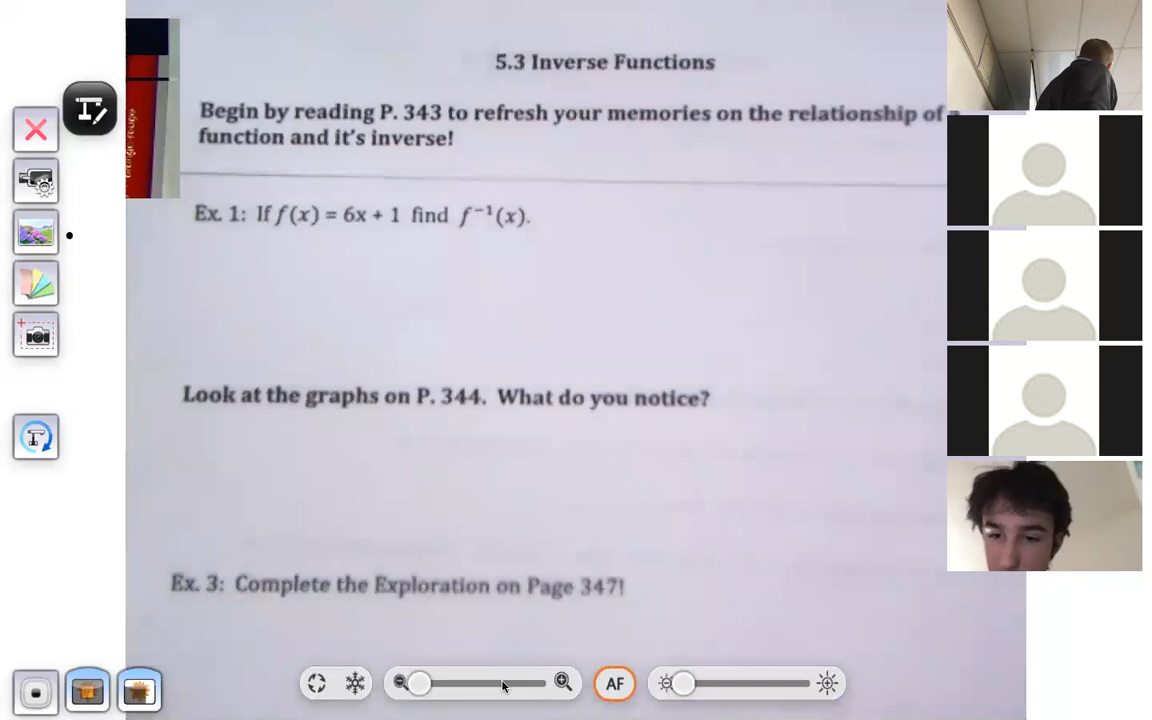 5.3 Inverse Functions
Begin by reading P. 343 to refresh your memories on the relationship of
function and it's inverse!
Ex. 1: If f(x) = 6x + 1 find f⁻¹(x).
Look at the graphs on P. 344. What do you notice?
Ex. 3: Complete the Exploration on Page 347!
AF